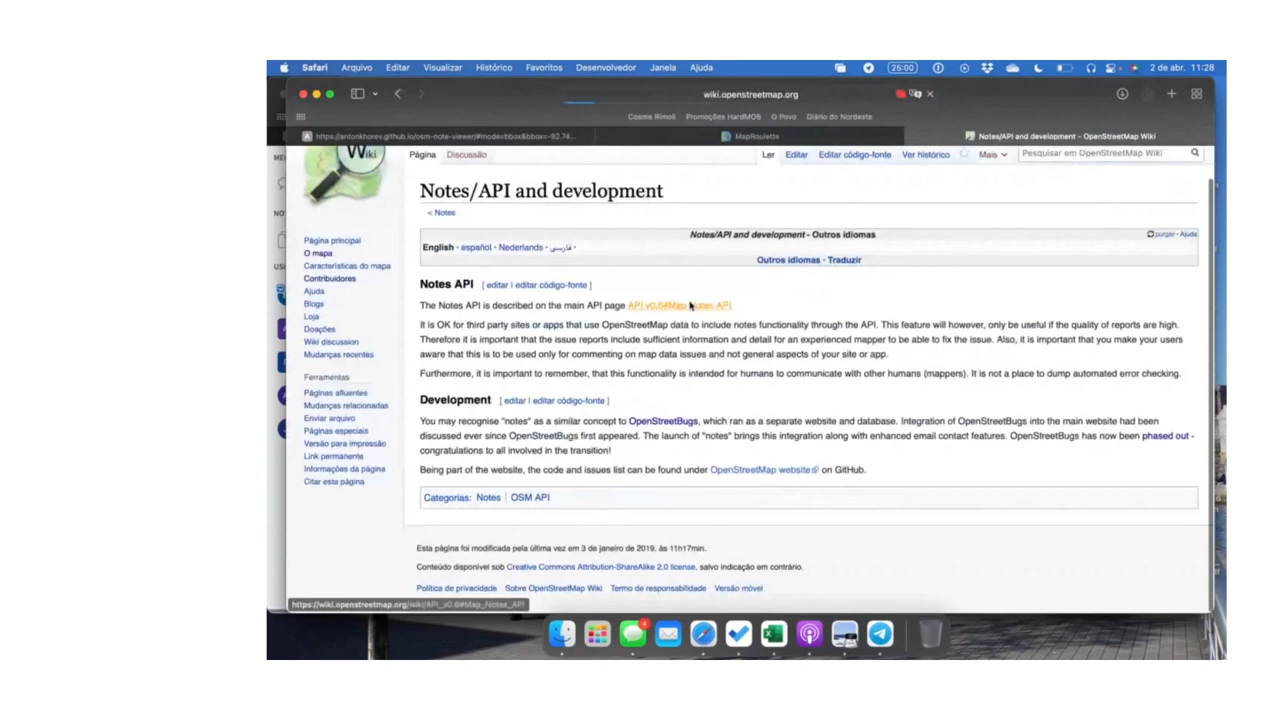 Safari Arquivo Editar Visualizar Histórico Favoritos Desenvolvedor Janela Ajuda 25:00 2 de abr. 11:28
wiki.openstreetmap.org
Cosme Rímoli Promoções HardMOB O Povo Diário do Nordeste
https://antonkhorev.github.io/osm-note-viewer/#mode=bbox&bbox=-92.74... MapRoulette Notes/API and development - OpenStreetMap Wiki
Wiki
Página Discussão Ler Editar Editar código-fonte Ver histórico Mais Pesquisar em OpenStreetMap Wiki
Notes/API and development
< Notes
Notes/API and development - Outros idiomas purgar - Ajuda
English · español · Nederlands · فارسی ·
Outros idiomas · Traduzir
Página principal
O mapa
Características do mapa
Contribuidores
Ajuda
Blogs
Loja
Doações
Wiki discussion
Mudanças recentes
Ferramentas
Páginas afluentes
Mudanças relacionadas
Enviar arquivo
Páginas especiais
Versão para impressão
Link permanente
Informações da página
Citar esta página
Notes API [ editar | editar código-fonte ]
The Notes API is described on the main API page API v0.6#Map Notes API
It is OK for third party sites or apps that use OpenStreetMap data to include notes functionality through the API. This feature will however, only be useful if the quality of reports are high.
Therefore it is important that the issue reports include sufficient information and detail for an experienced mapper to be able to fix the issue. Also, it is important that you make your users
aware that this is to be used only for commenting on map data issues and not general aspects of your site or app.
Furthermore, it is important to remember, that this functionality is intended for humans to communicate with other humans (mappers). It is not a place to dump automated error checking.
Development [ editar | editar código-fonte ]
You may recognise "notes" as a similar concept to OpenStreetBugs, which ran as a separate website and database. Integration of OpenStreetBugs into the main website had been
discussed ever since OpenStreetBugs first appeared. The launch of "notes" brings this integration along with enhanced email contact features. OpenStreetBugs has now been phased out -
congratulations to all involved in the transition!
Being part of the website, the code and issues list can be found under OpenStreetMap website on GitHub.
Categorias: Notes | OSM API
Esta página foi modificada pela última vez em 3 de janeiro de 2019, às 11h17min.
Conteúdo disponível sob Creative Commons Attribution-ShareAlike 2.0 license, salvo indicação em contrário.
Política de privacidade Sobre OpenStreetMap Wiki Termo de responsabilidade Versão móvel
https://wiki.openstreetmap.org/wiki/API_v0.6#Map_Notes_API